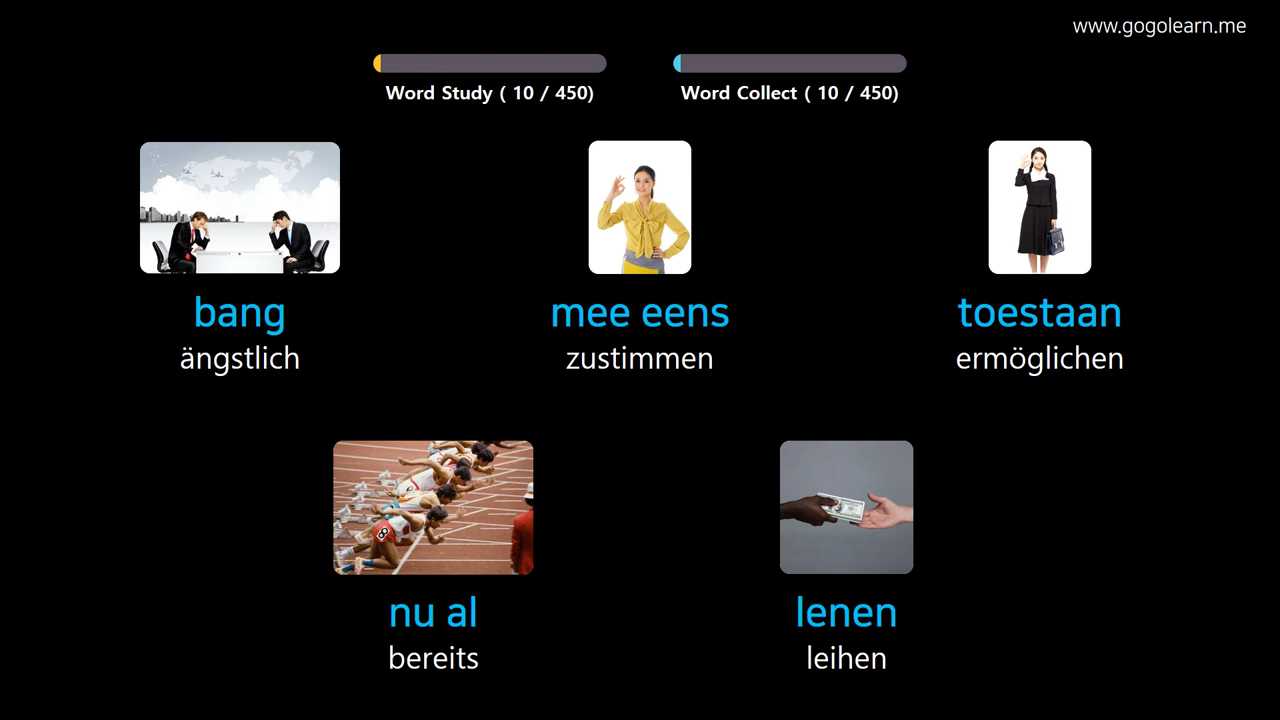 www.gogolearn.me
Word Study ( 10 / 450)
Word Collect ( 10 / 450)
bang
ängstlich
mee eens
zustimmen
toestaan
ermöglichen
8
nu al
bereits
lenen
leihen